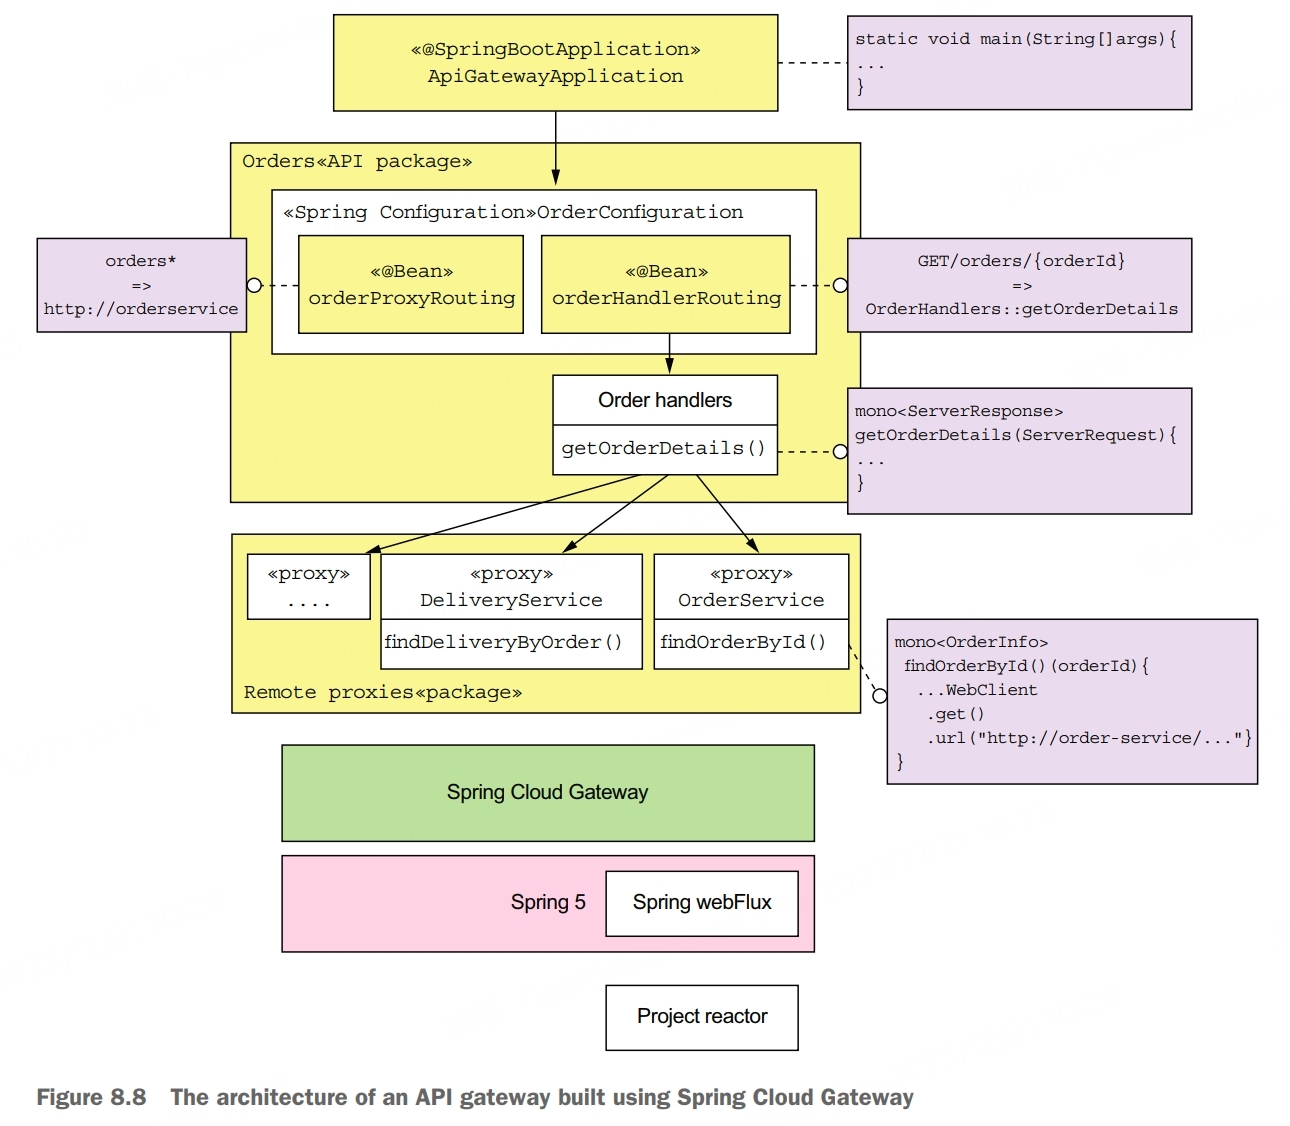 «@SpringBootApplication»
ApiGatewayApplication
static void main(String[]args){
...
}
Orders«API package»
«Spring Configuration»OrderConfiguration
orders*
=>
http://orderservice
«@Bean»
orderProxyRouting
«@Bean»
orderHandlerRouting
GET/orders/{orderId}
=>
OrderHandlers::getOrderDetails
Order handlers
getOrderDetails()
mono<ServerResponse>
getOrderDetails(ServerRequest){
...
}
«proxy»
....
«proxy»
DeliveryService
findDeliveryByOrder()
«proxy»
OrderService
findOrderById()
Remote proxies«package»
mono<OrderInfo>
findOrderById()(orderId){
...WebClient
.get()
.url("http://order-service/..."}
}
Spring Cloud Gateway
Spring 5
Spring webFlux
Project reactor
Figure 8.8 The architecture of an API gateway built using Spring Cloud Gateway